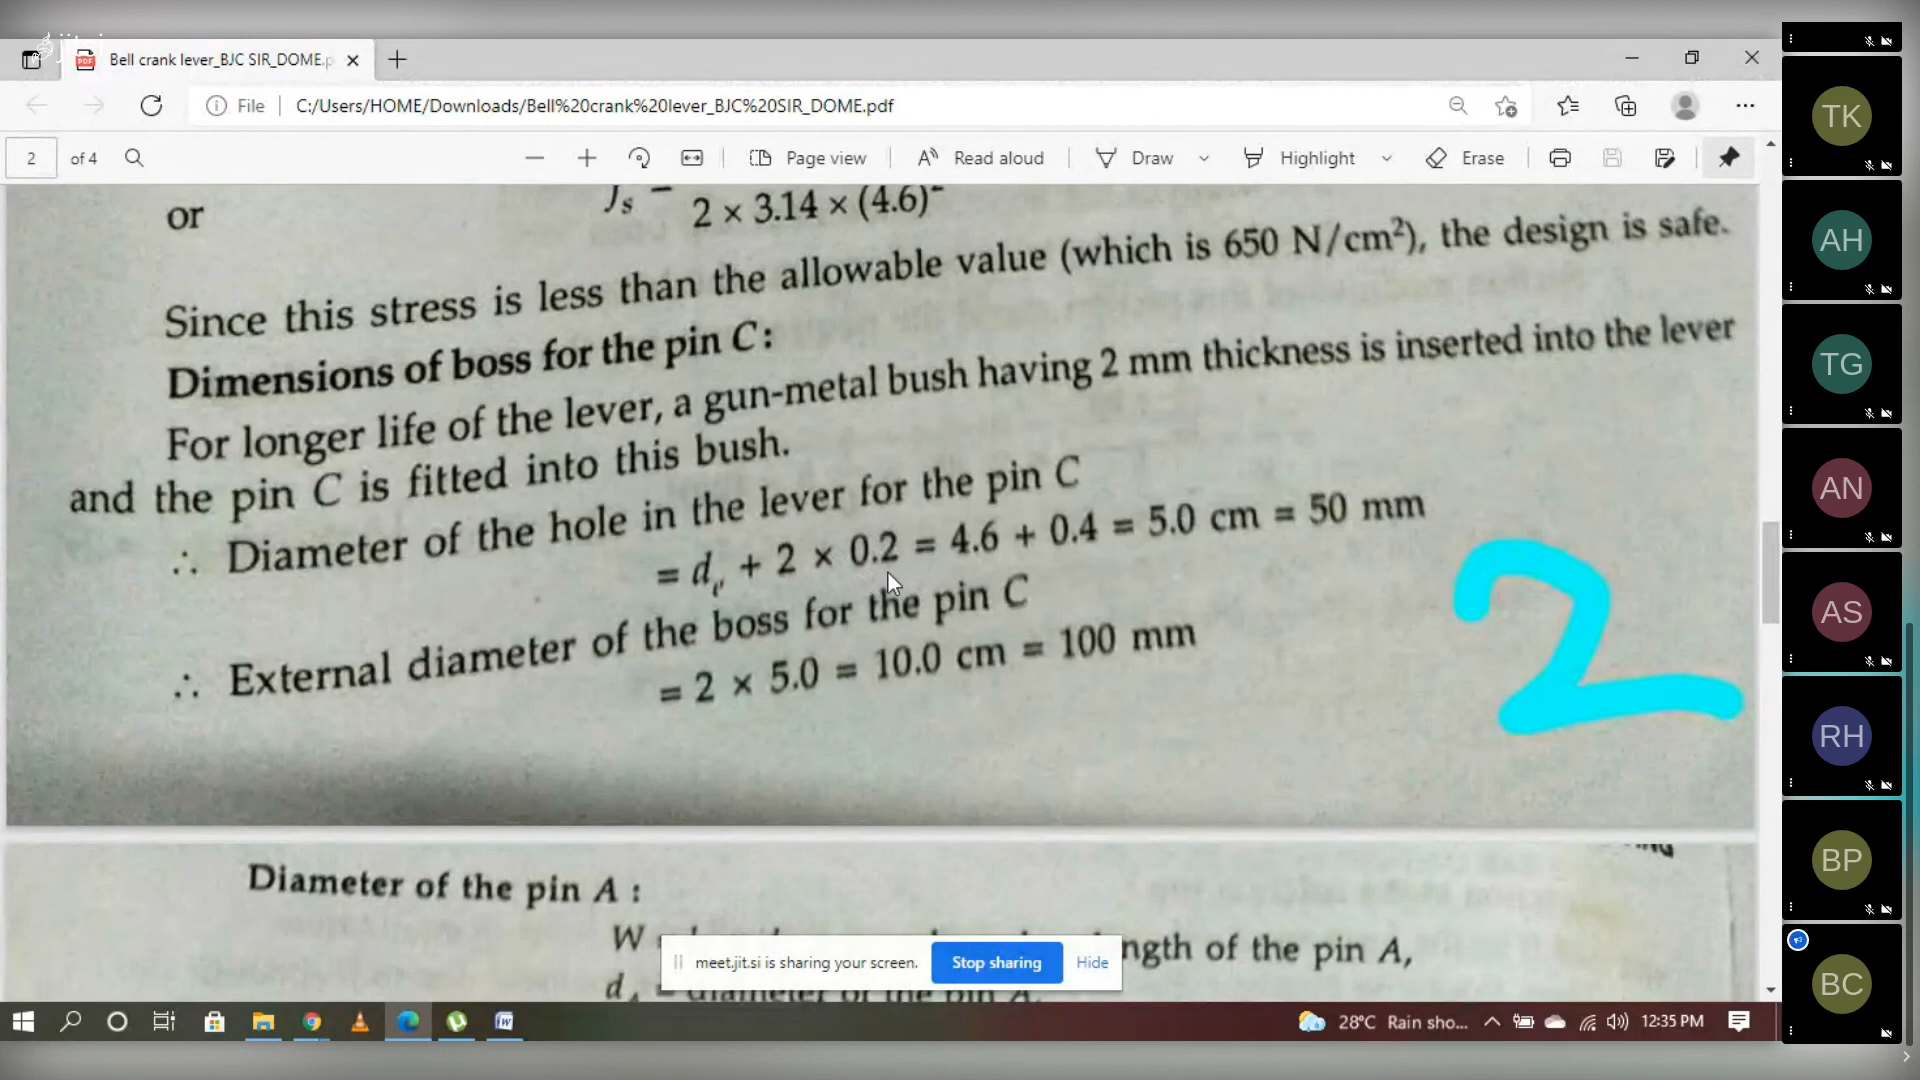 jitsi
Bell crank lever_BJC SIR_DOME.p
File
C:/Users/HOME/Downloads/Bell%20crank%20lever_BJC%20SIR_DOME.pdf
2 of 4
Page view
Read aloud
Draw
Highlight
Erase
or
2 × 3.14 × (4.6)
Since this stress is less than the allowable value (which is 650 N/cm²), the design is safe.
Dimensions of boss for the pin C:
For longer life of the lever, a gun-metal bush having 2 mm thickness is inserted into the lever
and the pin C is fitted into this bush.
∴ Diameter of the hole in the lever for the pin C
= d + 2 × 0.2 = 4.6 + 0.4 = 5.0 cm = 50 mm
∴ External diameter of the boss for the pin C
= 2 × 5.0 = 10.0 cm = 100 mm
2
Diameter of the pin A :
W
of the pin A,
meet.jit.si is sharing your screen.
Stop sharing
Hide
28°C Rain sho...
12:35 PM
TK
AH
TG
AN
AS
RH
BP
BC